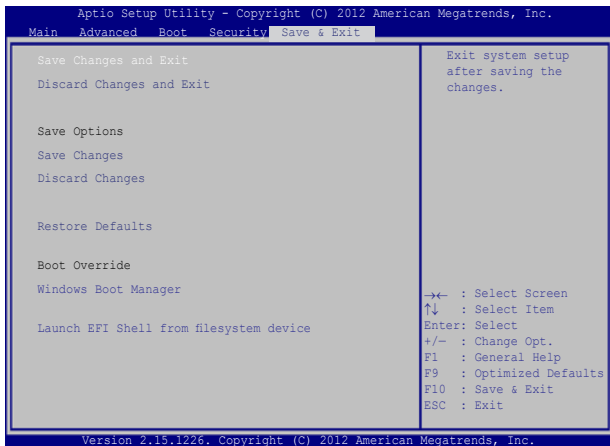 Aptio Setup Utility - Copyright (C) 2012 American Megatrends, Inc.
Main Advanced Boot Security Save & Exit
Save Changes and Exit
Discard Changes and Exit
Save Options
Save Changes
Discard Changes
Restore Defaults
Boot Override
Windows Boot Manager
Launch EFI Shell from filesystem device
Exit system setup
after saving the
changes.
→← : Select Screen
↑↓ : Select Item
Enter: Select
+/— : Change Opt.
F1 : General Help
F9 : Optimized Defaults
F10 : Save & Exit
ESC : Exit
Version 2.15.1226. Copyright (C) 2012 American Megatrends, Inc.